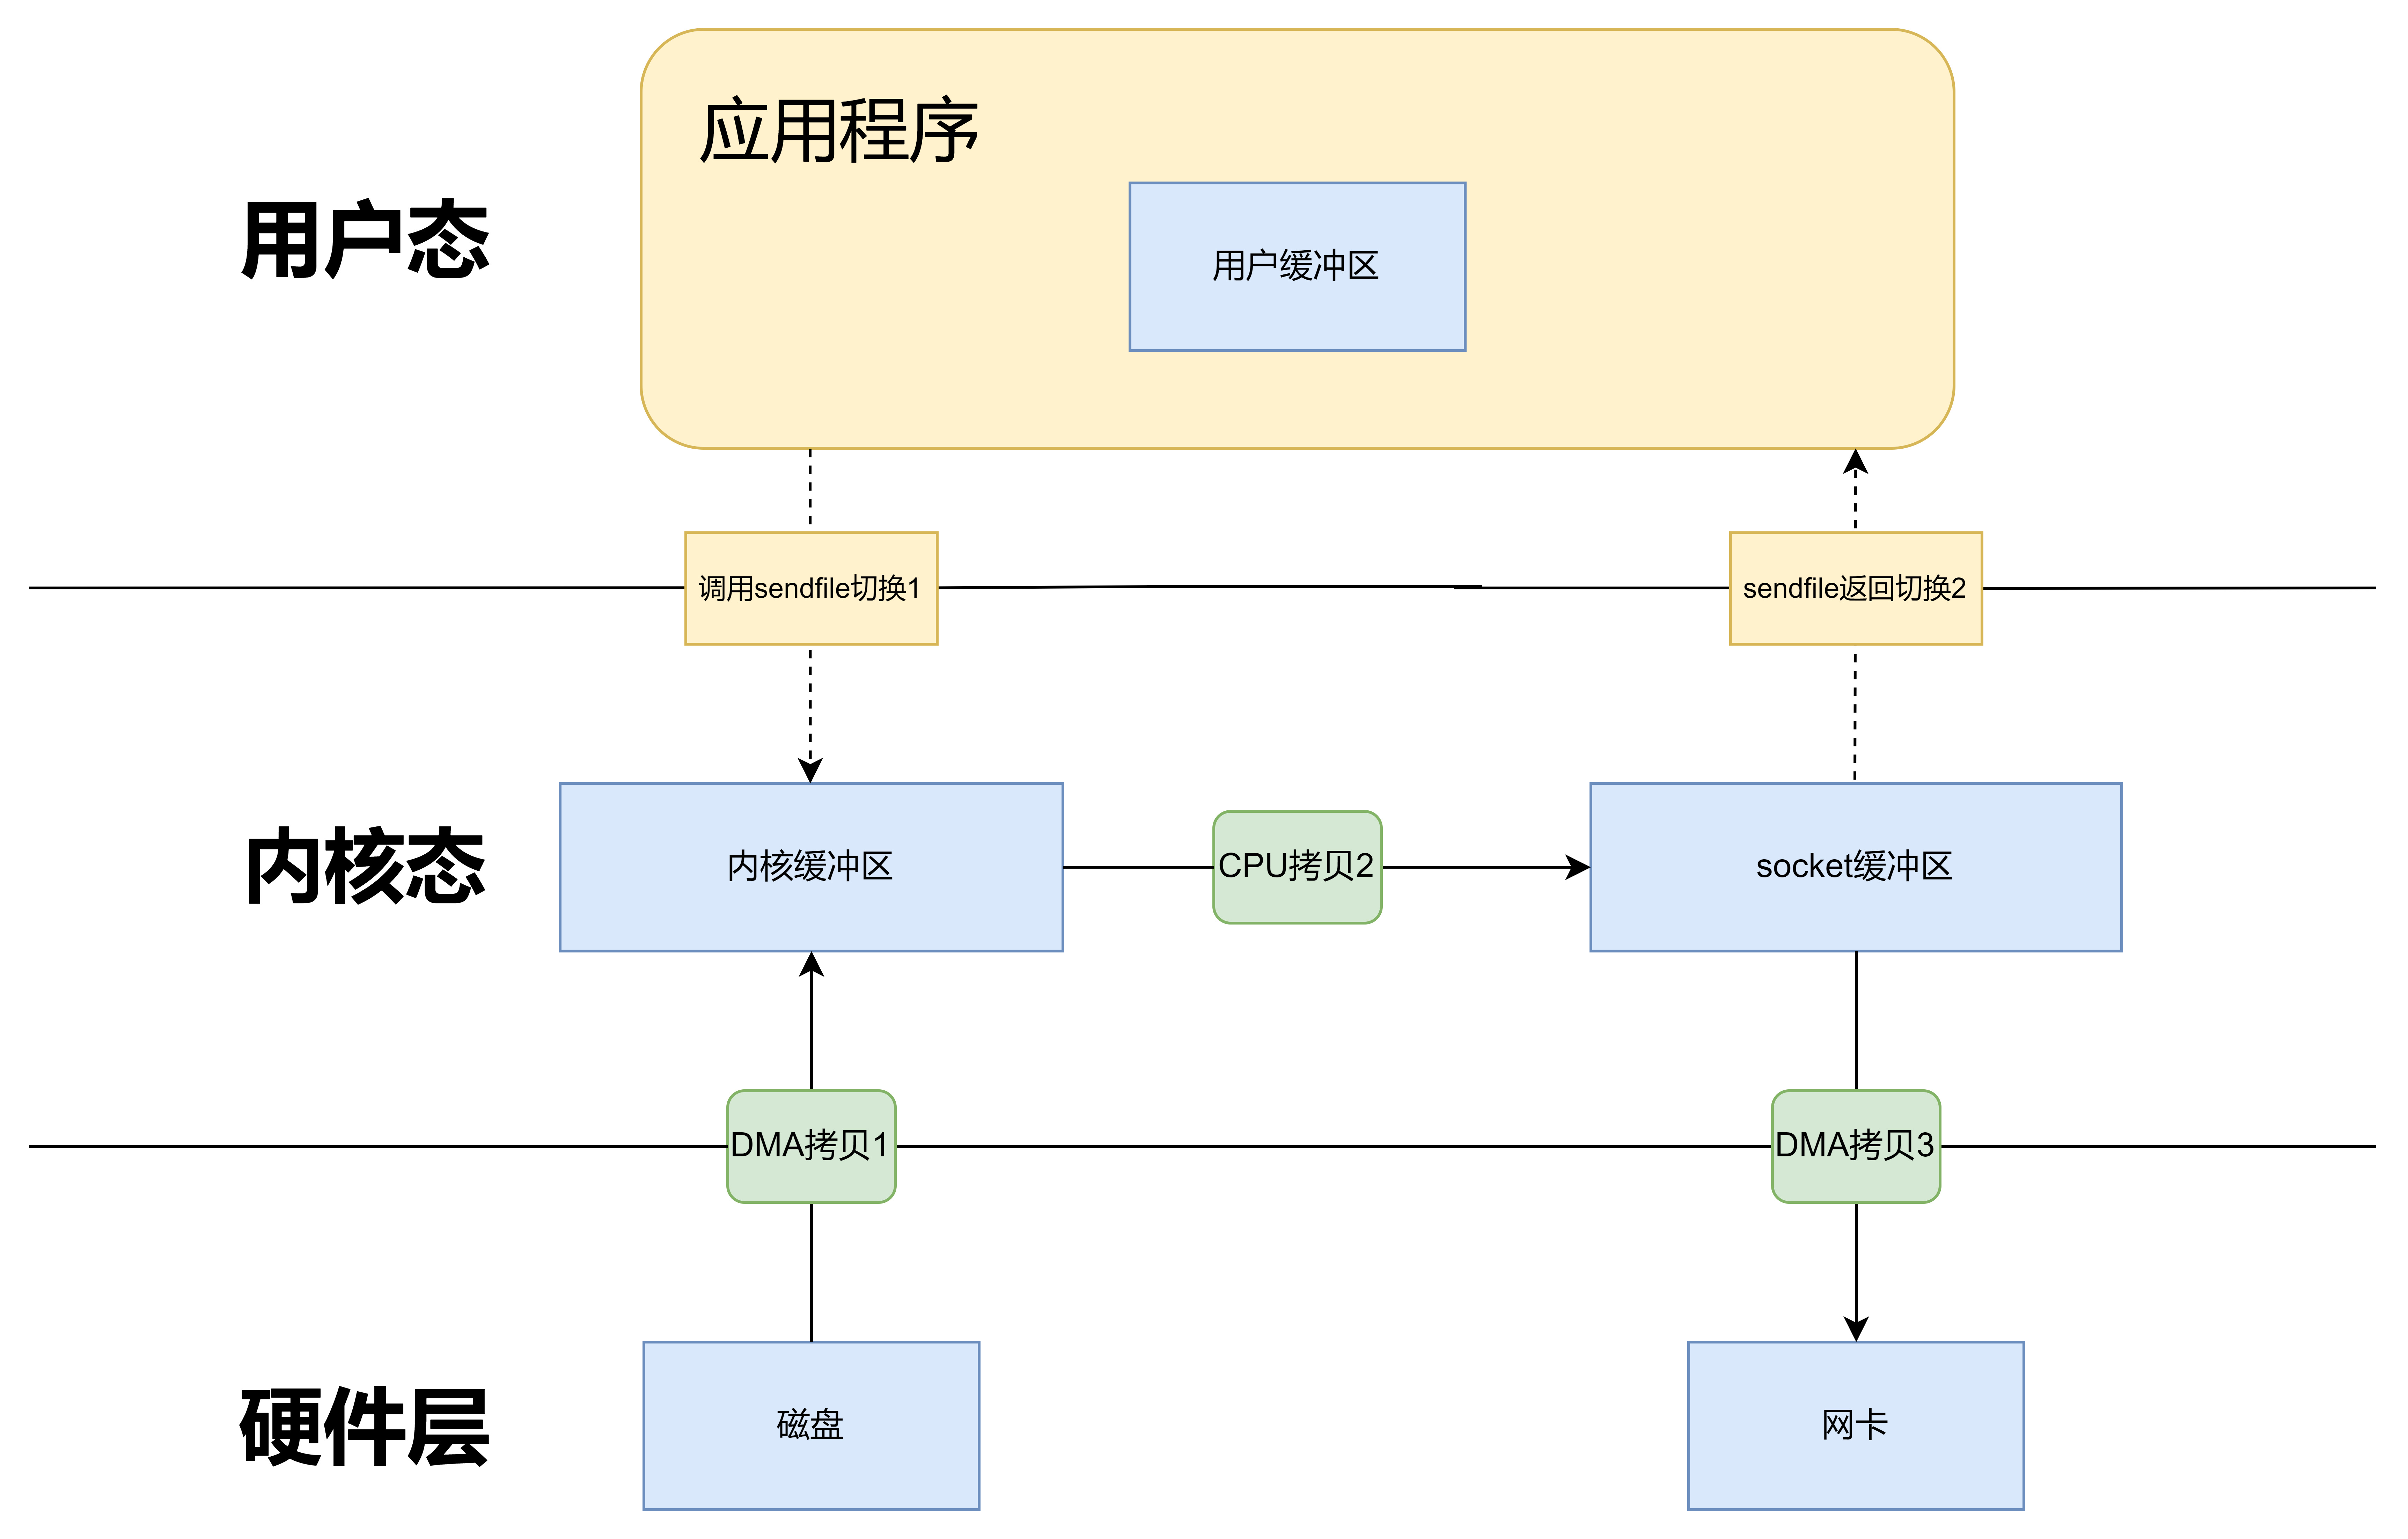 应用程序
用户态
用户缓冲区
调用sendfile切换1
sendfile返回切换2
内核态
内核缓冲区
CPU拷贝2
socket缓冲区
DMA拷贝1
DMA拷贝3
硬件层
磁盘
网卡